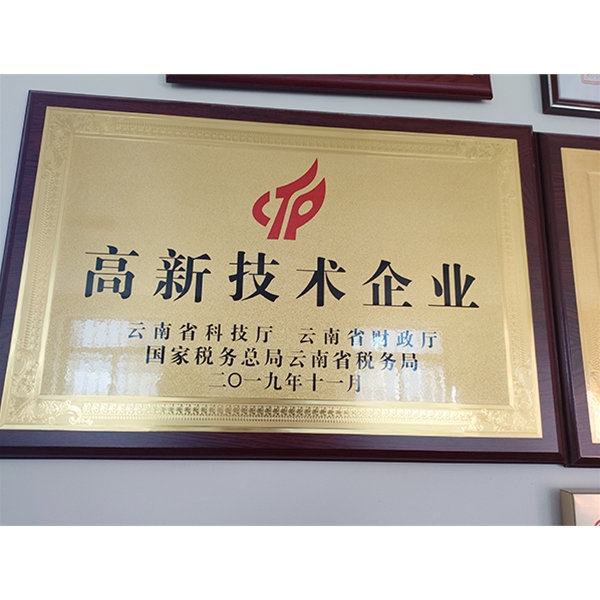 CTP
高新技术企业
云南省科技厅 云南省财政厅
国家税务总局云南省税务局
二〇一九年十一月